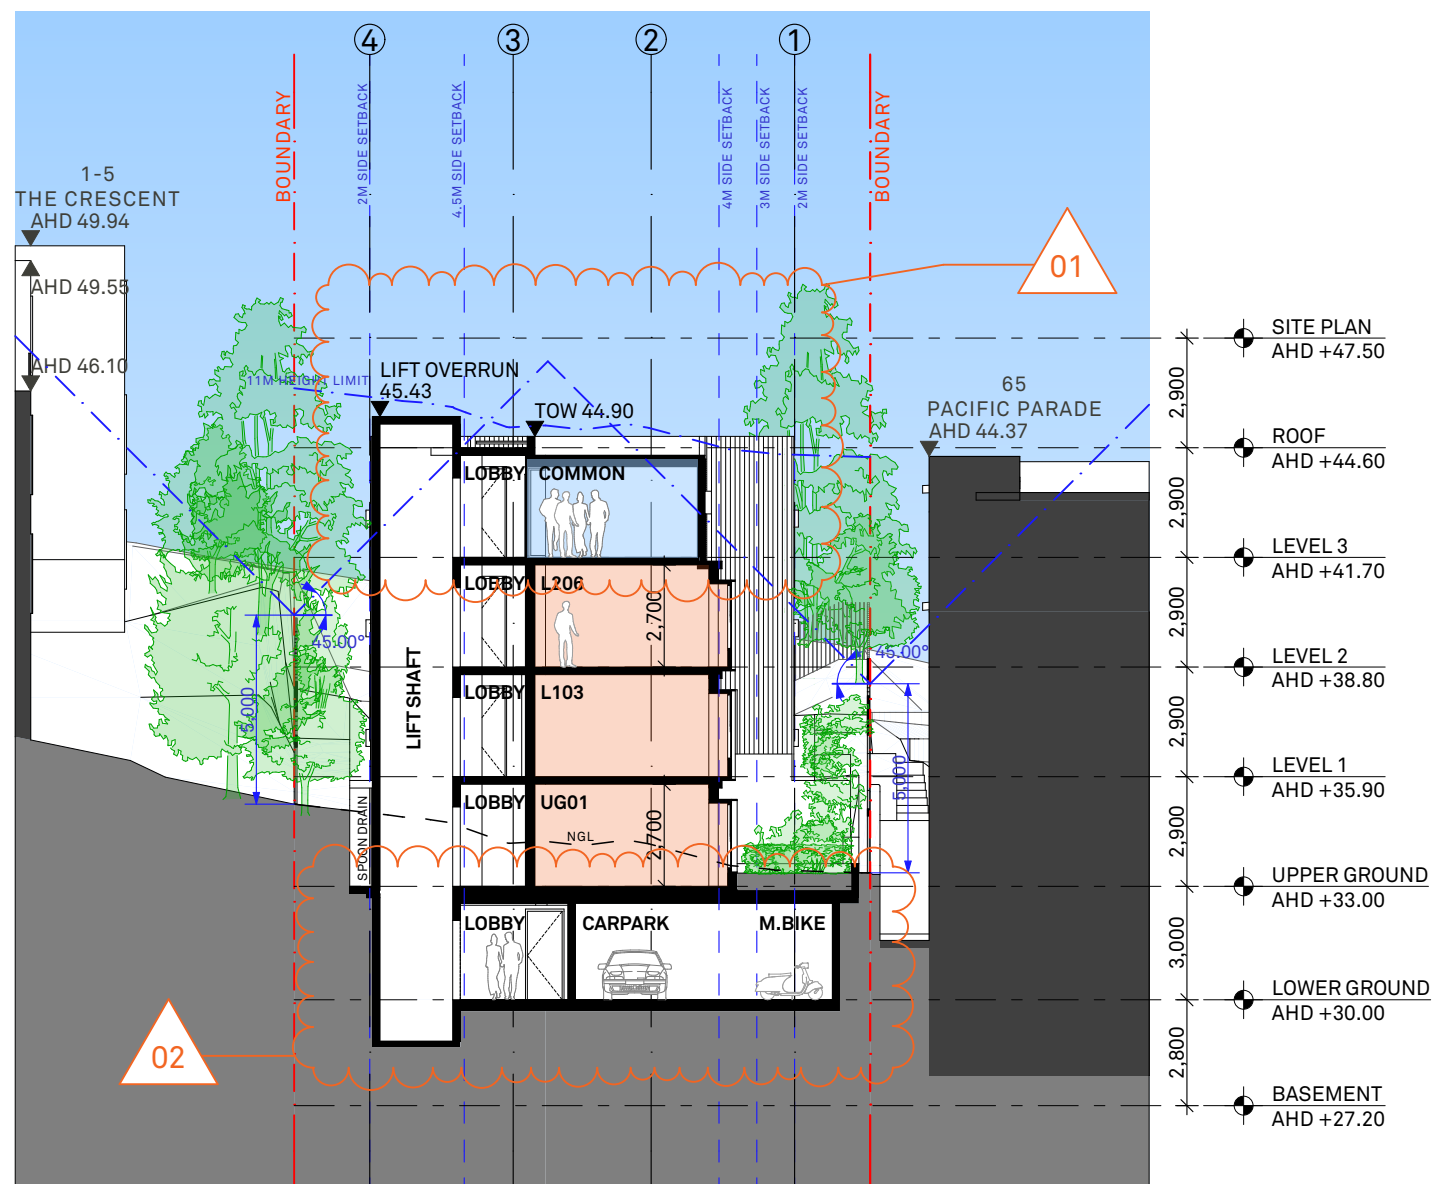 4
3
2
1
BOUNDARY
2M SIDE SETBACK
4.5M SIDE SETBACK
4M SIDE SETBACK
3M SIDE SETBACK
2M SIDE SETBACK
BOUNDARY
1-5
THE CRESCENT
AHD 49.94
AHD 49.55
AHD 46.10
01
11M HEIGHT LIMIT
LIFT OVERRUN
45.43
TOW 44.90
65
PACIFIC PARADE
AHD 44.37
SITE PLAN
AHD +47.50
2,900
ROOF
AHD +44.60
2,900
LEVEL 3
AHD +41.70
2,900
LEVEL 2
AHD +38.80
2,900
LEVEL 1
AHD +35.90
2,900
UPPER GROUND
AHD +33.00
3,000
LOWER GROUND
AHD +30.00
2,800
BASEMENT
AHD +27.20
LOBBY
COMMON
LOBBY
L206
2,700
45.00°
45.00°
5,000
LIFT SHAFT
LOBBY
L103
5,000
LOBBY
UG01
SPOON DRAIN
NGL
2,700
LOBBY
CARPARK
M.BIKE
02